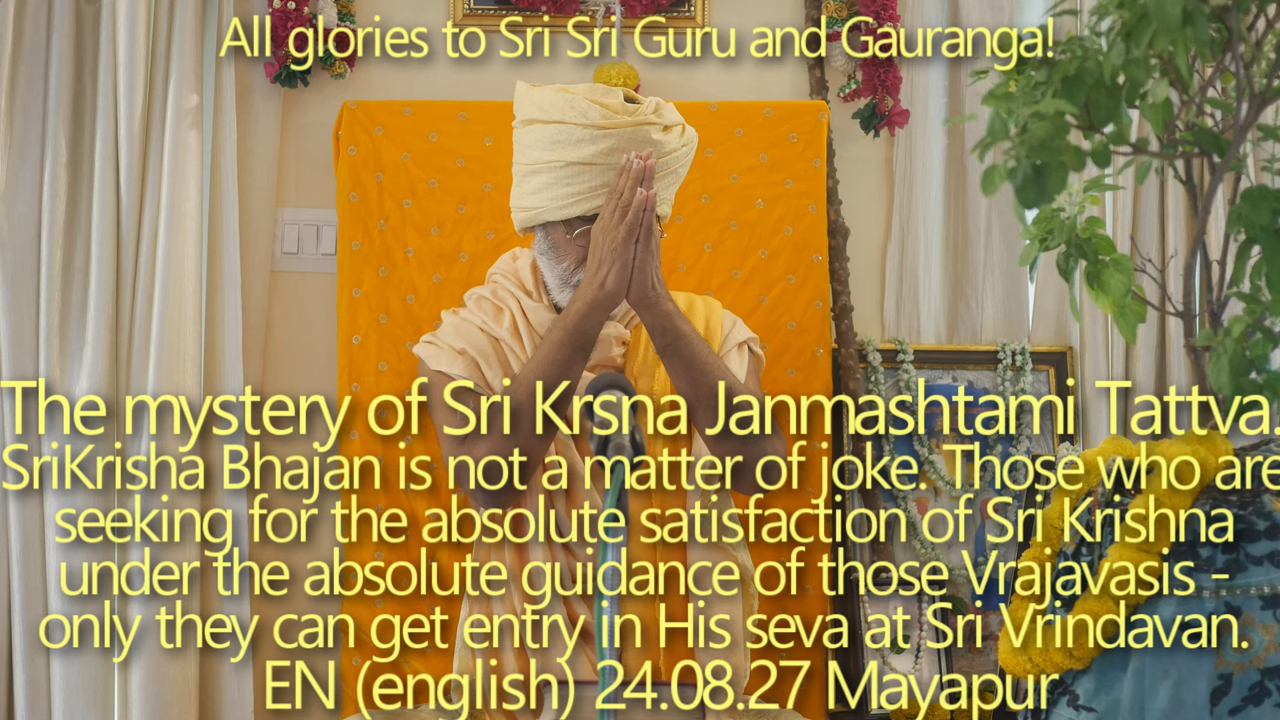 All glories to Sri Sri Guru and Gauranga!
The mystery of Sri Krsna Janmashtami Tattva.
SriKrisha Bhajan is not a matter of joke. Those who are
seeking for the absolute satisfaction of Sri Krishna
under the absolute guidance of those Vrajavasis -
only they can get entry in His seva at Sri Vrindavan.
EN (english) 24.08.27 Mayapur